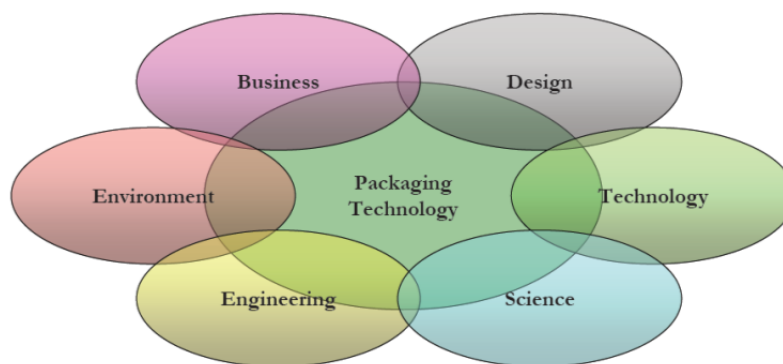 Business
Design
Environment
Packaging
Technology
Technology
Engineering
Science